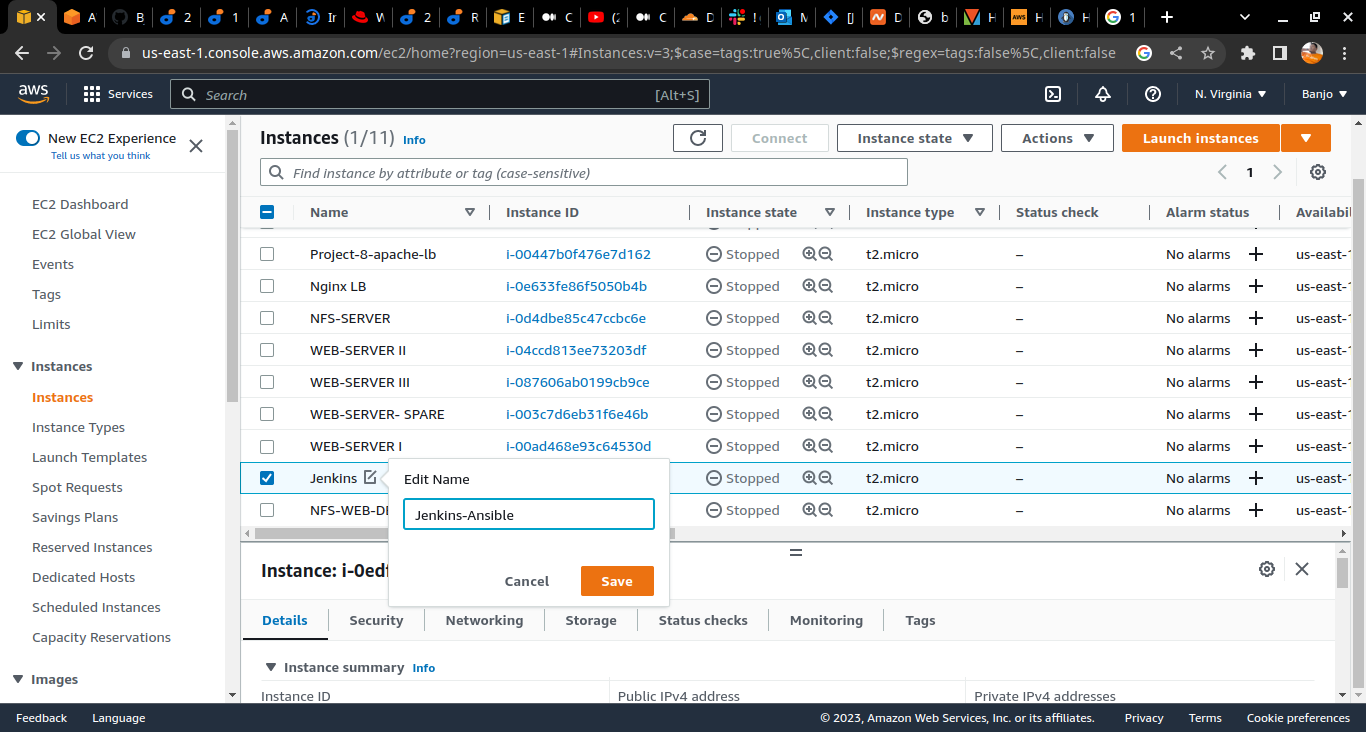 A
B
2
1
A
Ir
W
2
R
E
C
(2
C
D
!
M
[]
D
b
H
H
H
1
us-east-1.console.aws.amazon.com/ec2/home?region=us-east-1#Instances:v=3;$case=tags:true%5C,client:false;$regex=tags:false%5C,client:false
aws
Services
Search
[Alt+S]
N. Virginia
Banjo
New EC2 Experience
Tell us what you think
EC2 Dashboard
EC2 Global View
Events
Tags
Limits
Instances
Instances
Instance Types
Launch Templates
Spot Requests
Savings Plans
Reserved Instances
Dedicated Hosts
Scheduled Instances
Capacity Reservations
Images
Instances (1/11) Info
Connect
Instance state
Actions
Launch instances
Find instance by attribute or tag (case-sensitive)
1
Name Instance ID Instance state Instance type Status check Alarm status Availabil
Project-8-apache-lb i-00447b0f476e7d162 Stopped t2.micro – No alarms + us-east-1
Nginx LB i-0e633fe86f5050b4b Stopped t2.micro – No alarms + us-east-1
NFS-SERVER i-0d4dbe85c47ccbc6e Stopped t2.micro – No alarms + us-east-1
WEB-SERVER II i-04ccd813ee73203df Stopped t2.micro – No alarms + us-east-1
WEB-SERVER III i-087606ab0199cb9ce Stopped t2.micro – No alarms + us-east-1
WEB-SERVER- SPARE i-003c7d6eb31f6e46b Stopped t2.micro – No alarms + us-east-1
WEB-SERVER I i-00ad468e93c64530d Stopped t2.micro – No alarms + us-east-1
Jenkins Stopped t2.micro – No alarms + us-east-1
NFS-WEB-DE Stopped t2.micro – No alarms + us-east-1
Edit Name
Jenkins-Ansible
Cancel
Save
Instance: i-0edf
Details
Security
Networking
Storage
Status checks
Monitoring
Tags
Instance summary Info
Instance ID
Public IPv4 address
Private IPv4 addresses
Feedback
Language
© 2023, Amazon Web Services, Inc. or its affiliates.
Privacy
Terms
Cookie preferences